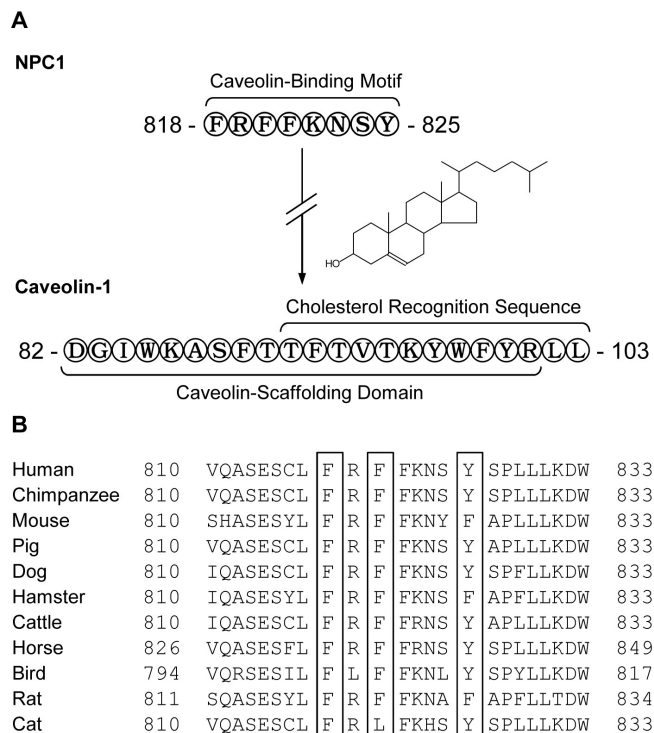 A
NPC1
Caveolin-Binding Motif
818 - FRFFKNSY - 825
HO
Caveolin-1
Cholesterol Recognition Sequence
82 - DGIWKASFTTFTVTKYWFYRLL - 103
Caveolin-Scaffolding Domain
B
Human 810 VQASESCL F R F FKNS Y SPLLLKDW 833
Chimpanzee 810 VQASESCL F R F FKNS Y SPLLLKDW 833
Mouse 810 SHASESYL F R F FKNY F APLLLKDW 833
Pig 810 VQASESCL F R F FKNS Y APLLLKDW 833
Dog 810 IQASESCL F R F FKNS Y SPFLLKDW 833
Hamster 810 IQASESYL F R F FKNS F APFLLKDW 833
Cattle 810 IQASESCL F R F FRNS Y APLLLKDW 833
Horse 826 VQASESFL F R F FRNS Y SPLLLKDW 849
Bird 794 VQRSESIL F L F FKNL Y SPYLLKDW 817
Rat 811 SQASESYL F R F FKNA F APFLLTDW 834
Cat 810 VQASESCL F R L FKHS Y SPLLLKDW 833